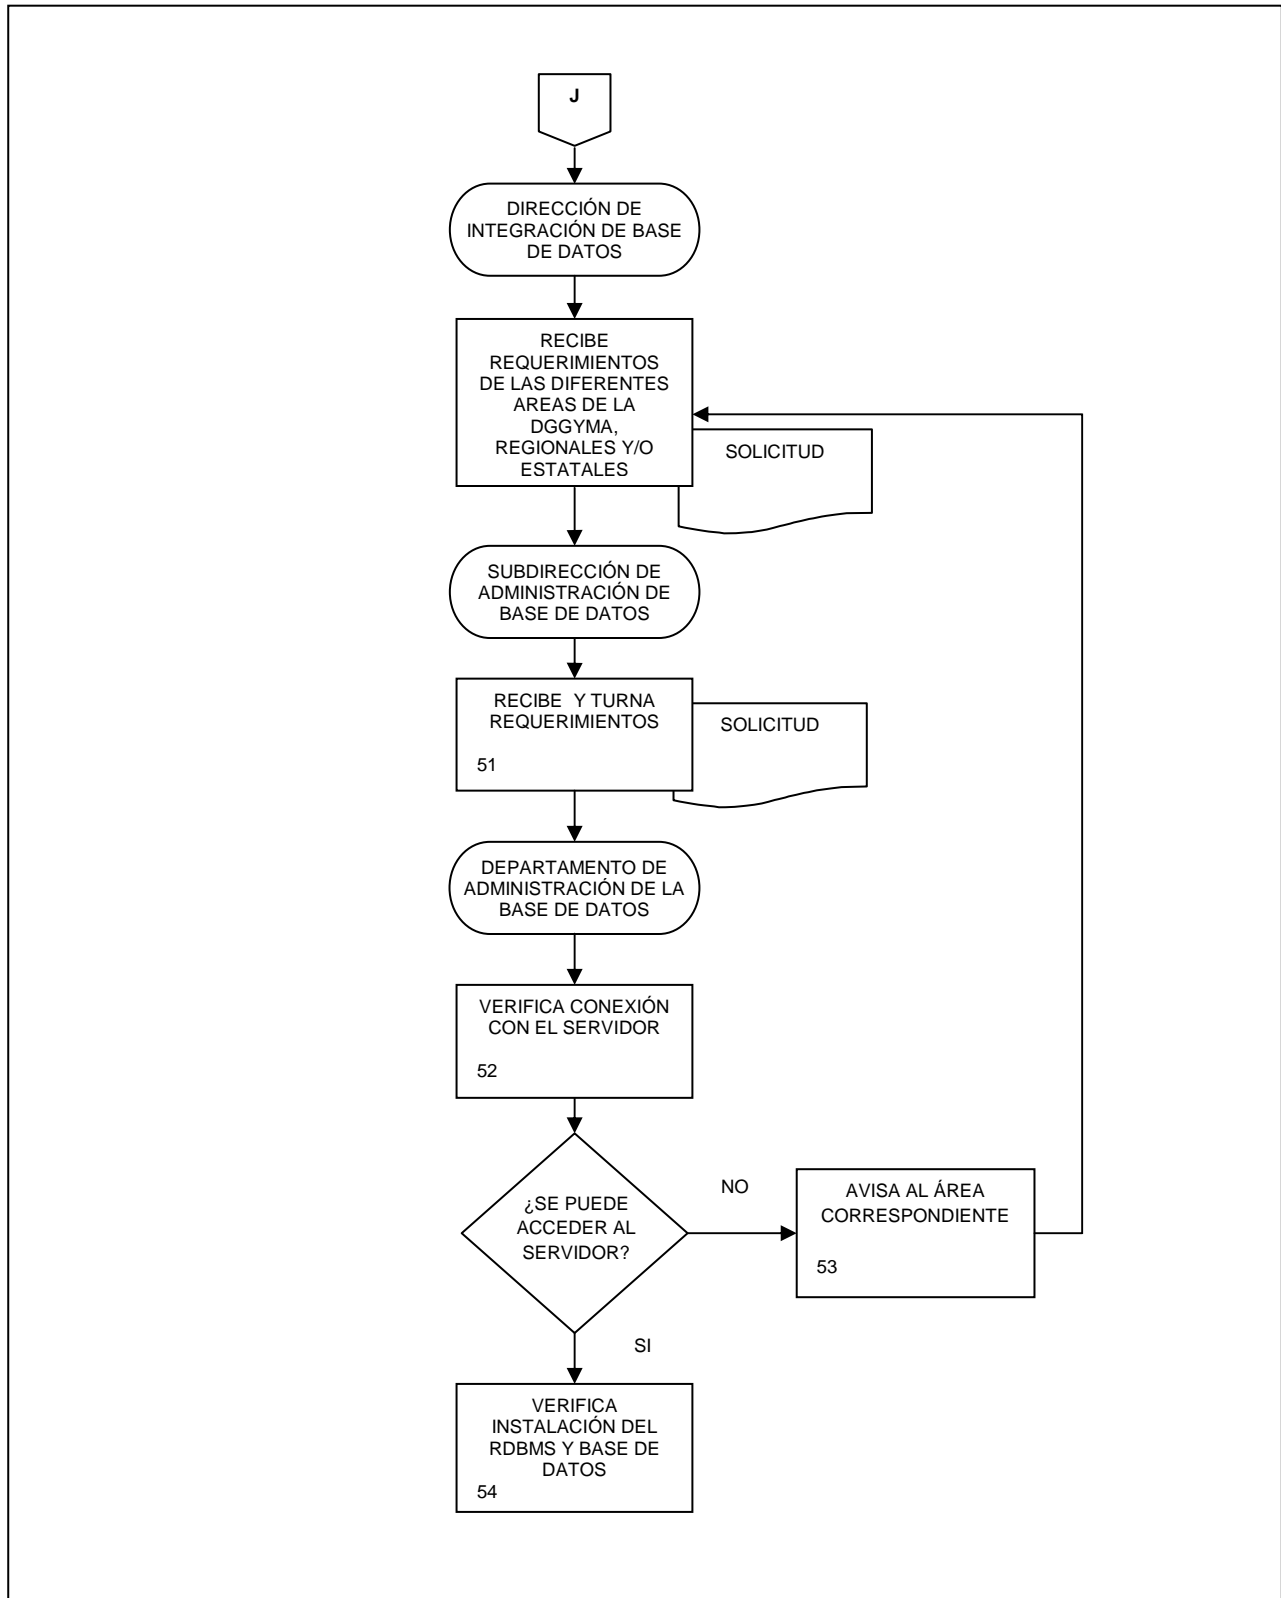 J
DIRECCIÓN DE
INTEGRACIÓN DE BASE
DE DATOS
RECIBE
REQUERIMIENTOS
DE LAS DIFERENTES
AREAS DE LA
DGGYMA,
REGIONALES Y/O
ESTATALES
SOLICITUD
SUBDIRECCIÓN DE
ADMINISTRACIÓN DE
BASE DE DATOS
RECIBE Y TURNA
REQUERIMIENTOS
51
SOLICITUD
DEPARTAMENTO DE
ADMINISTRACIÓN DE LA
BASE DE DATOS
VERIFICA CONEXIÓN
CON EL SERVIDOR
52
¿SE PUEDE
ACCEDER AL
SERVIDOR?
NO
AVISA AL ÁREA
CORRESPONDIENTE
53
SI
VERIFICA
INSTALACIÓN DEL
RDBMS Y BASE DE
DATOS
54